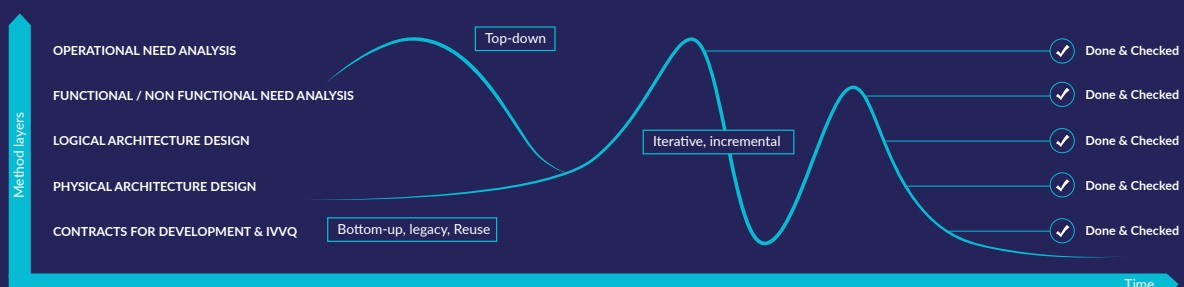 OPERATIONAL NEED ANALYSIS
FUNCTIONAL / NON FUNCTIONAL NEED ANALYSIS
LOGICAL ARCHITECTURE DESIGN
PHYSICAL ARCHITECTURE DESIGN
CONTRACTS FOR DEVELOPMENT & IVVQ
Method layers
Top-down
Bottom-up, legacy, Reuse
Iterative, incremental
Done & Checked
Done & Checked
Done & Checked
Done & Checked
Done & Checked
Time